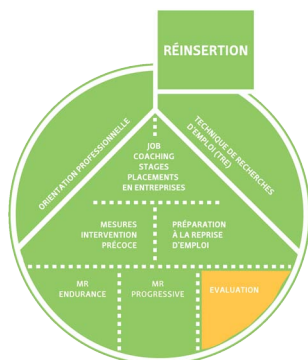 RÉINSERTION
ORIENTATION PROFESSIONNELLE
TECHNIQUE DE RECHERCHES
D'EMPLOI (TRE)
JOB
COACHING
STAGES
PLACEMENTS
EN ENTREPRISES
MESURES
INTERVENTION
PRÉCOCE
PRÉPARATION
À LA REPRISE
D'EMPLOI
MR
ENDURANCE
MR
PROGRESSIVE
EVALUATION